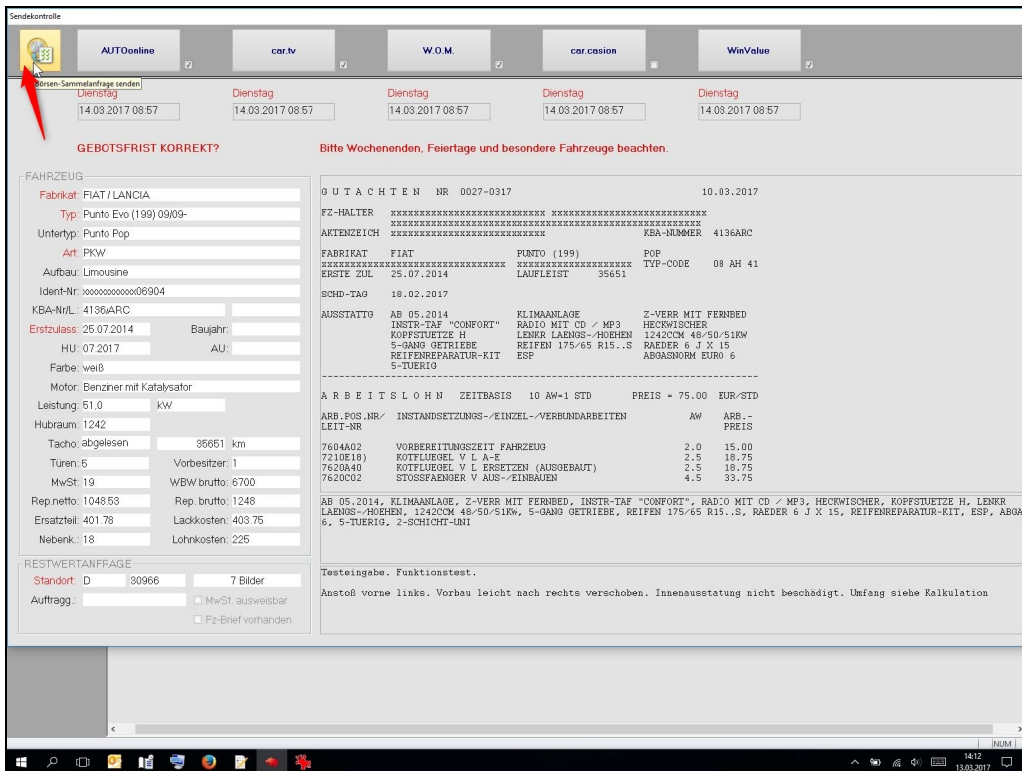 Sendekontrolle
AUTOonline car.tv W.O.M. car.casion WinValue
Börsen-Sammelanfrage senden
Dienstag Dienstag Dienstag Dienstag Dienstag
14.03.2017 08:57 14.03.2017 08:57 14.03.2017 08:57 14.03.2017 08:57 14.03.2017 08:57
GEBOTSFRIST KORREKT? Bitte Wochenenden, Feiertage und besondere Fahrzeuge beachten.
FAHRZEUG
Fabrikat: FIAT / LANCIA
Typ: Punto Evo (199) 09/09-
Untertyp: Punto Pop
Art: PKW
Aufbau: Limousine
Ident-Nr: xxxxxxxxxxxx06904
KBA-Nr/L.: 4136/ARC
Erstzulass: 25.07.2014 Baujahr:
HU: 07.2017 AU:
Farbe: weiß
Motor: Benziner mit Katalysator
Leistung: 51,0 kW
Hubraum: 1242
Tacho: abgelesen 35651 km
Türen: 5 Vorbesitzer: 1
MwSt: 19 WBW brutto: 6700
Rep.netto: 1048.53 Rep. brutto: 1248
Ersatzteil: 401.78 Lackkosten: 403.75
Nebenk.: 18 Lohnkosten: 225
RESTWERTANFRAGE
Standort: D 30966 7 Bilder
Auftragg.: MwSt. ausweisbar
Fz-Brief vorhanden
G U T A C H T E N NR 0027-0317 10.03.2017
FZ-HALTER xxxxxxxxxxxxxxxxxxxxxxxxxx xxxxxxxxxxxxxxxxxxxxxxxxxx
xxxxxxxxxxxxxxxxxxxxxxxxxxxxxxxxxxxxxxxxxxxxxxxxxxxx
AKTENZEICH xxxxxxxxxxxxxxxxxxxxxxxxxx KBA-NUMMER 4136ARC
FABRIKAT FIAT PUNTO (199) POP
xxxxxxxxxxxxxxxxxxxxxxxxxxxxxxx xxxxxxxxxxxxxxxxxxx TYP-CODE 08 AH 41
ERSTE ZUL 25.07.2014 LAUFLEIST 35651
SCHD-TAG 18.02.2017
AUSSTATTG AB 05.2014 KLIMAANLAGE Z-VERR MIT FERNBED
INSTR-TAF "CONFORT" RADIO MIT CD / MP3 HECKWISCHER
KOPFSTUETZE H LENKR LAENGS-/HOEHEN 1242CCM 48/50/51KW
5-GANG GETRIEBE REIFEN 175/65 R15..S RAEDER 6 J X 15
REIFENREPARATUR-KIT ESP ABGASNORM EURO 6
5-TUERIG
A R B E I T S L O H N ZEITBASIS 10 AW=1 STD PREIS = 75.00 EUR/STD
ARB.POS.NR/ INSTANDSETZUNGS-/EINZEL-/VERBUNDARBEITEN AW ARB.-
LEIT-NR PREIS
7604A02 VORBEREITUNGSZEIT FAHRZEUG 2.0 15.00
7210E18) KOTFLUEGEL V L A-E 2.5 18.75
7620A40 KOTFLUEGEL V L ERSETZEN (AUSGEBAUT) 2.5 18.75
7620C02 STOSSFAENGER V AUS-/EINBAUEN 4.5 33.75
AB 05.2014, KLIMAANLAGE, Z-VERR MIT FERNBED, INSTR-TAF "CONFORT", RADIO MIT CD / MP3, HECKWISCHER, KOPFSTUETZE H, LENKR
LAENGS-/HOEHEN, 1242CCM 48/50/51Kw, 5-GANG GETRIEBE, REIFEN 175/65 R15..S, RAEDER 6 J X 15, REIFENREPARATUR-KIT, ESP, ABGA
6, 5-TUERIG, 2-SCHICHT-UNI
Testeingabe. Funktionstest.
Anstoß vorne links. Vorbau leicht nach rechts verschoben. Innenausstatung nicht beschädigt. Umfang siehe Kalkulation
NUM
14:12
13.03.2017